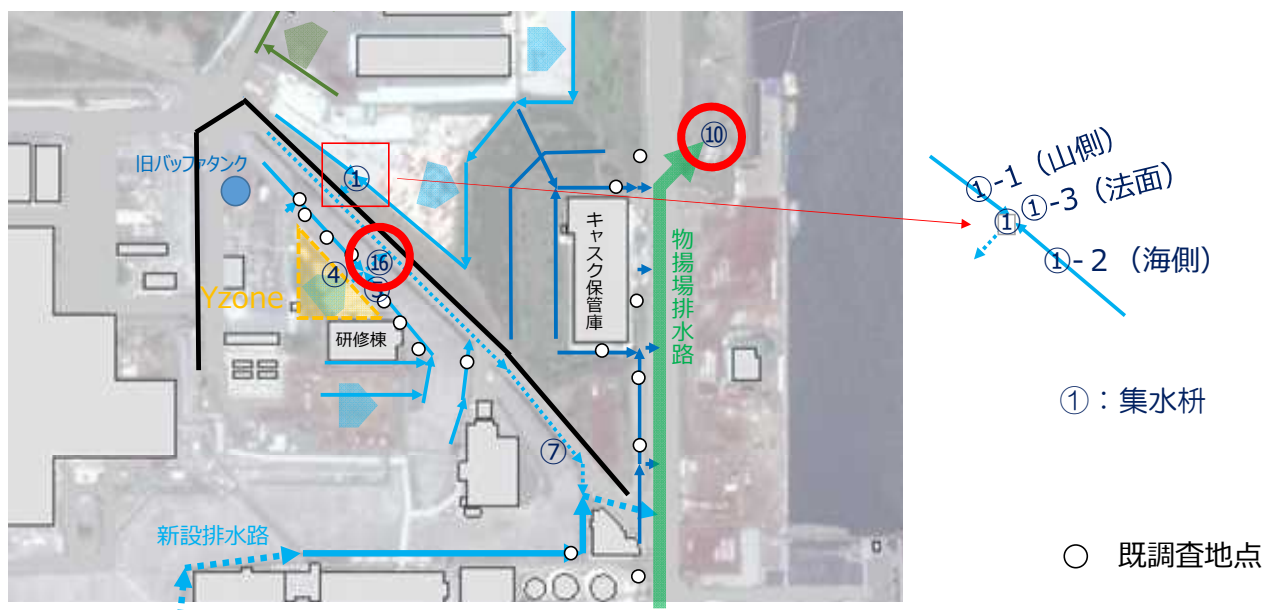 ⑩
旧バッファタンク
①
①-1（山側）
①-3（法面）
①
①-2（海側）
キャスク保管庫
物揚場排水路
⑯
④
⑤
Yzone
研修棟
①：集水枡
⑦
新設排水路
既調査地点